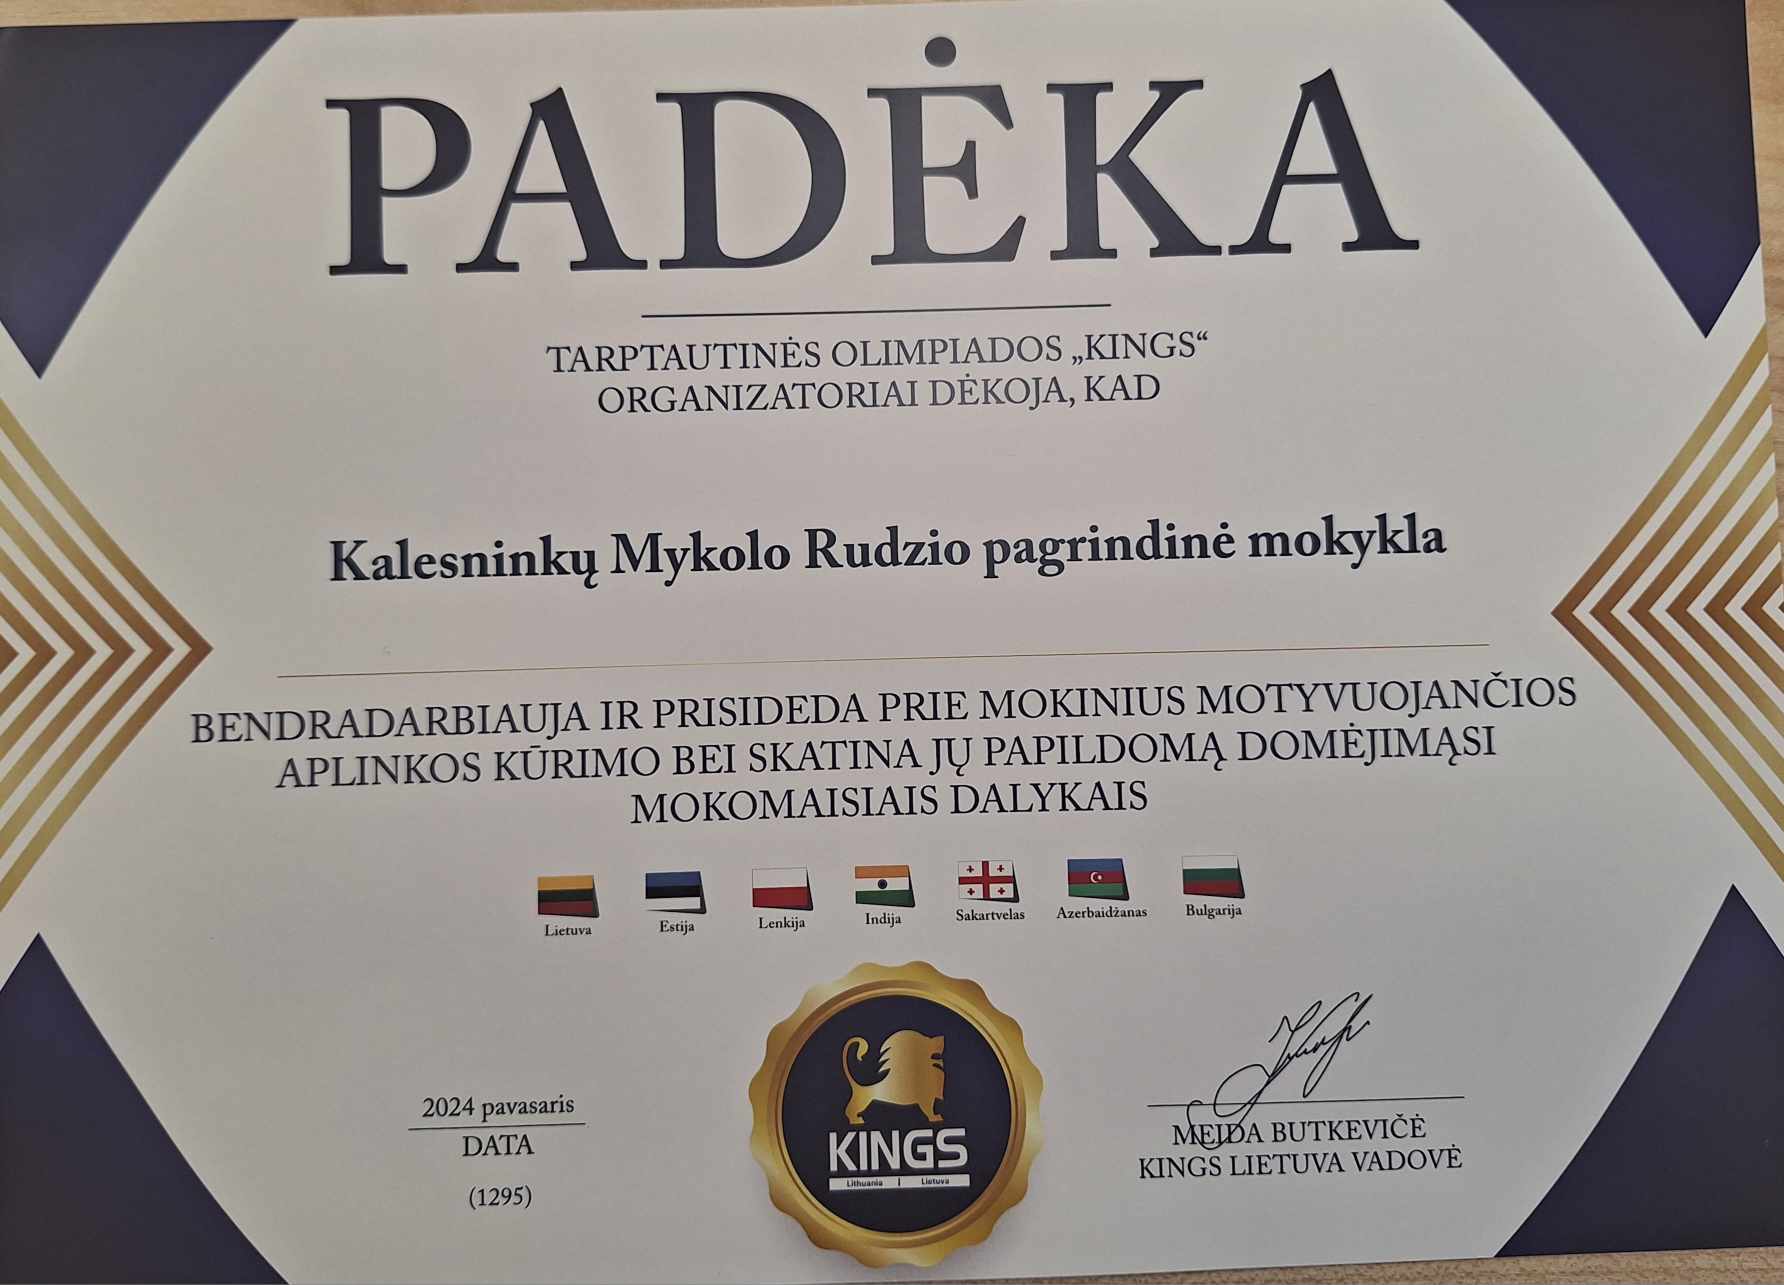 PADĖKA
TARPTAUTINĖS OLIMPIADOS „KINGS“
ORGANIZATORIAI DĖKOJA, KAD
Kalesninkų Mykolo Rudzio pagrindinė mokykla
BENDRADARBIAUJA IR PRISIDEDA PRIE MOKINIUS MOTYVUOJANČIOS
APLINKOS KŪRIMO BEI SKATINA JŲ PAPILDOMĄ DOMĖJIMĄSI
MOKOMAISIAIS DALYKAIS
Lietuva Estija Lenkija Indija Sakartvelas Azerbaidžanas Bulgarija
2024 pavasaris
DATA
(1295)
KINGS
Lithuania | Lietuva
MEIDA BUTKEVIČĖ
KINGS LIETUVA VADOVĖ